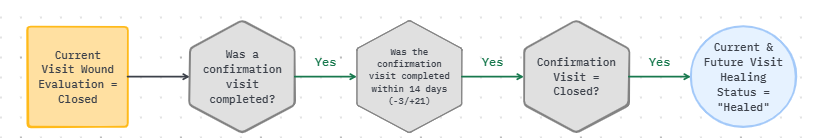 Current
Visit Wound
Evaluation =
Closed
Was a
confirmation
visit
completed?
Yes
Was the
confirmation
visit completed
within 14 days
(-3/+21)
Yes
Confirmation
Visit =
Closed?
Yes
Current &
Future Visit
Healing
Status =
"Healed"